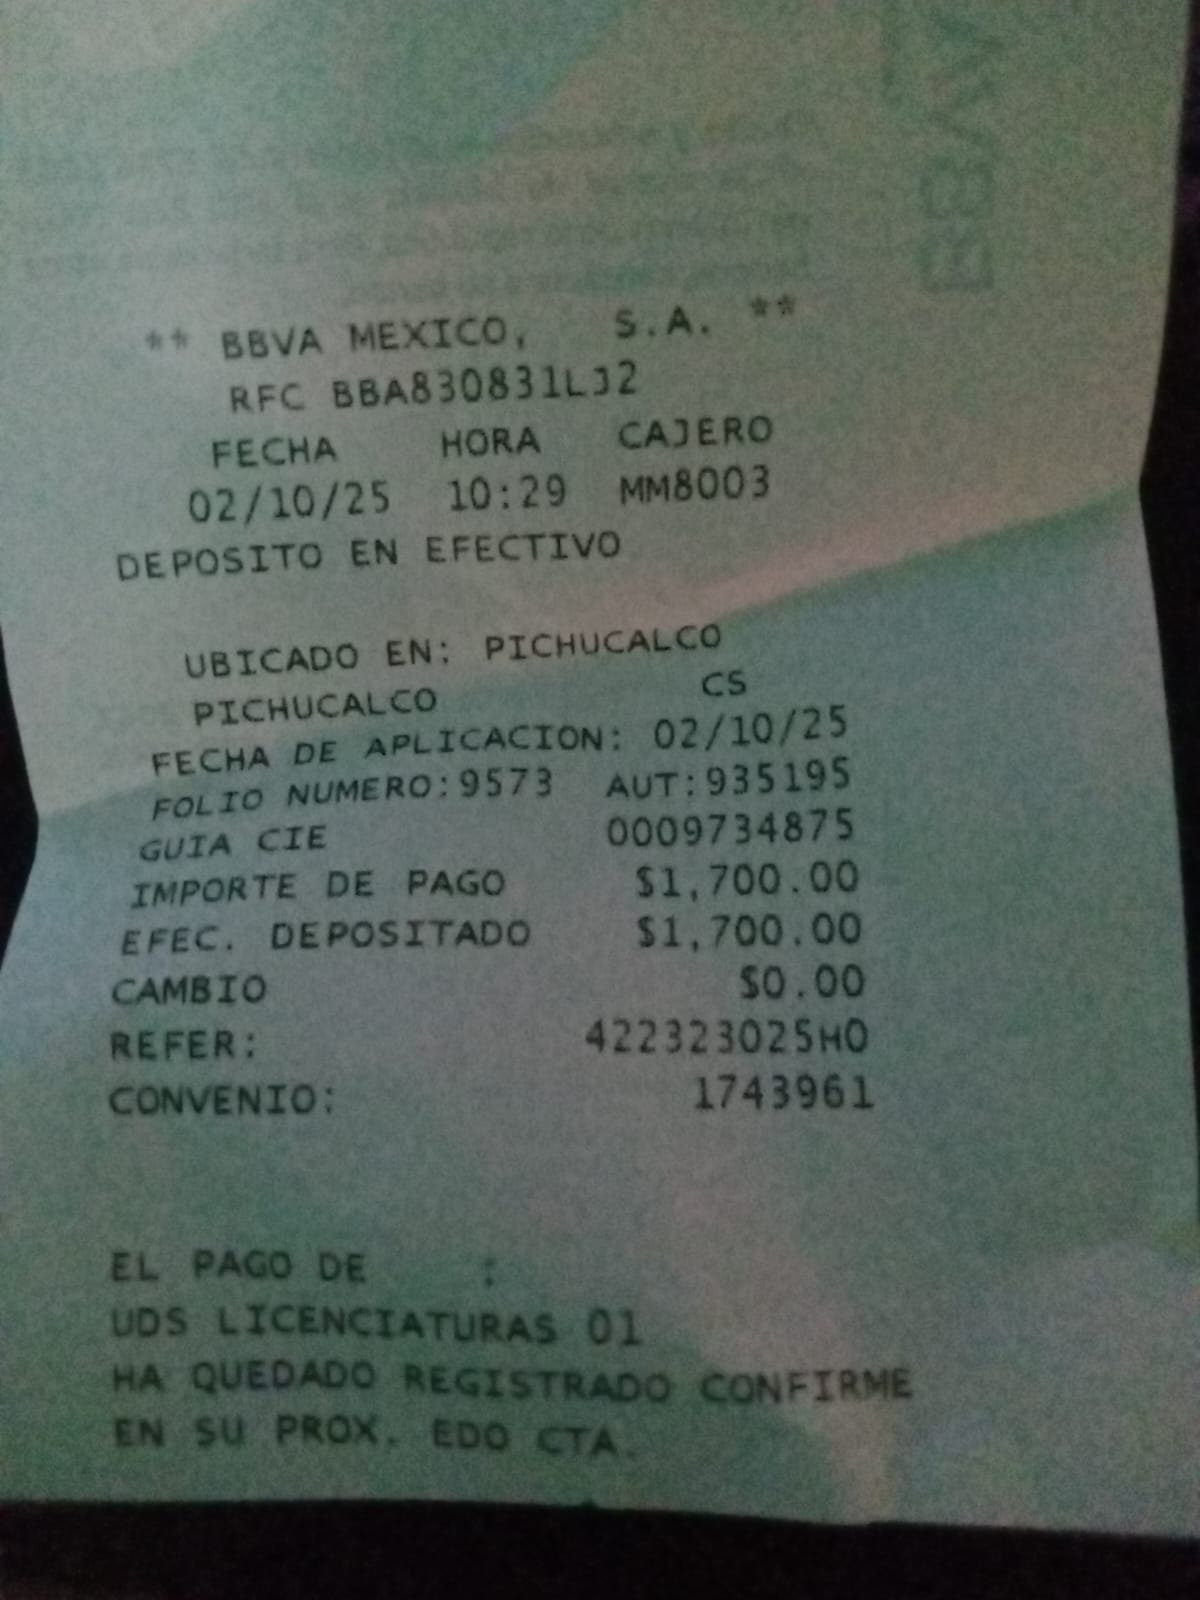 BBVA
** BBVA MEXICO, S.A. **
RFC BBA830831LJ2
FECHA HORA CAJERO
02/10/25 10:29 MM8003
DEPOSITO EN EFECTIVO
UBICADO EN: PICHUCALCO
PICHUCALCO CS
FECHA DE APLICACION: 02/10/25
FOLIO NUMERO:9573 AUT:935195
GUIA CIE 0009734875
IMPORTE DE PAGO $1,700.00
EFEC. DEPOSITADO $1,700.00
CAMBIO $0.00
REFER: 422323025HO
CONVENIO: 1743961
EL PAGO DE :
UDS LICENCIATURAS 01
HA QUEDADO REGISTRADO CONFIRME
EN SU PROX. EDO CTA.